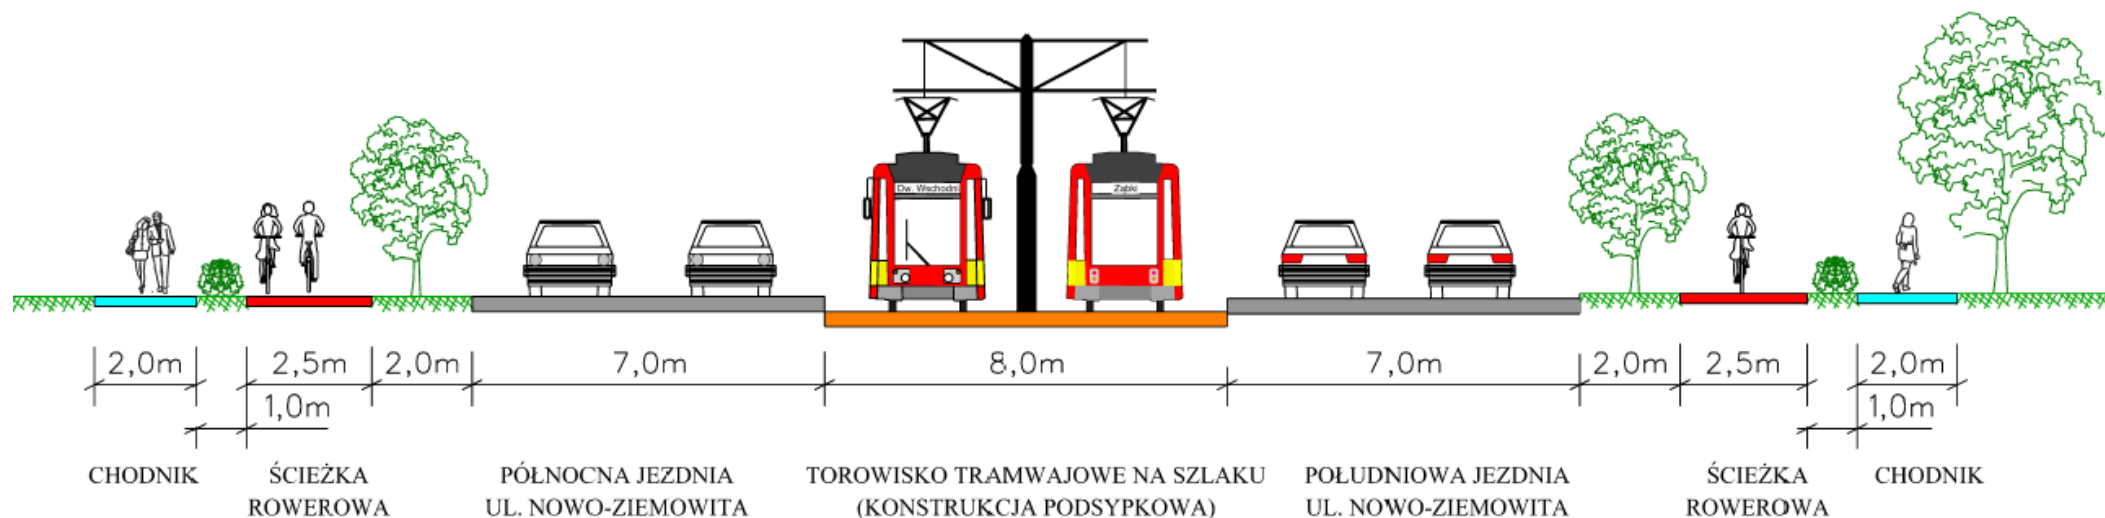 Dw. Wschodni
Ząbki
2,0m
2,5m
2,0m
7,0m
8,0m
7,0m
2,0m
2,5m
2,0m
1,0m
1,0m
CHODNIK
ŚCIEŻKA
ROWEROWA
PÓŁNOCNA JEZDNIA
UL. NOWO-ZIEMOWITA
TOROWISKO TRAMWAJOWE NA SZLAKU
(KONSTRUKCJA PODSYPKOWA)
POŁUDNIOWA JEZDNIA
UL. NOWO-ZIEMOWITA
ŚCIEŻKA
ROWEROWA
CHODNIK